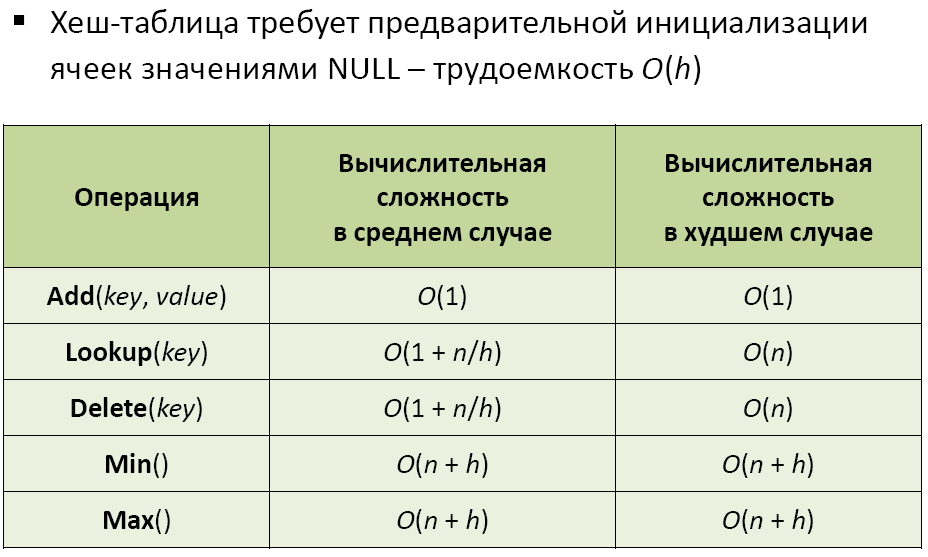 ▪ Хеш-таблица требует предварительной инициализации
ячеек значениями NULL – трудоемкость O(h)
Операция
Вычислительная
сложность
в среднем случае
Вычислительная
сложность
в худшем случае
Add(key, value) O(1) O(1)
Lookup(key) O(1 + n/h) O(n)
Delete(key) O(1 + n/h) O(n)
Min() O(n + h) O(n + h)
Max() O(n + h) O(n + h)